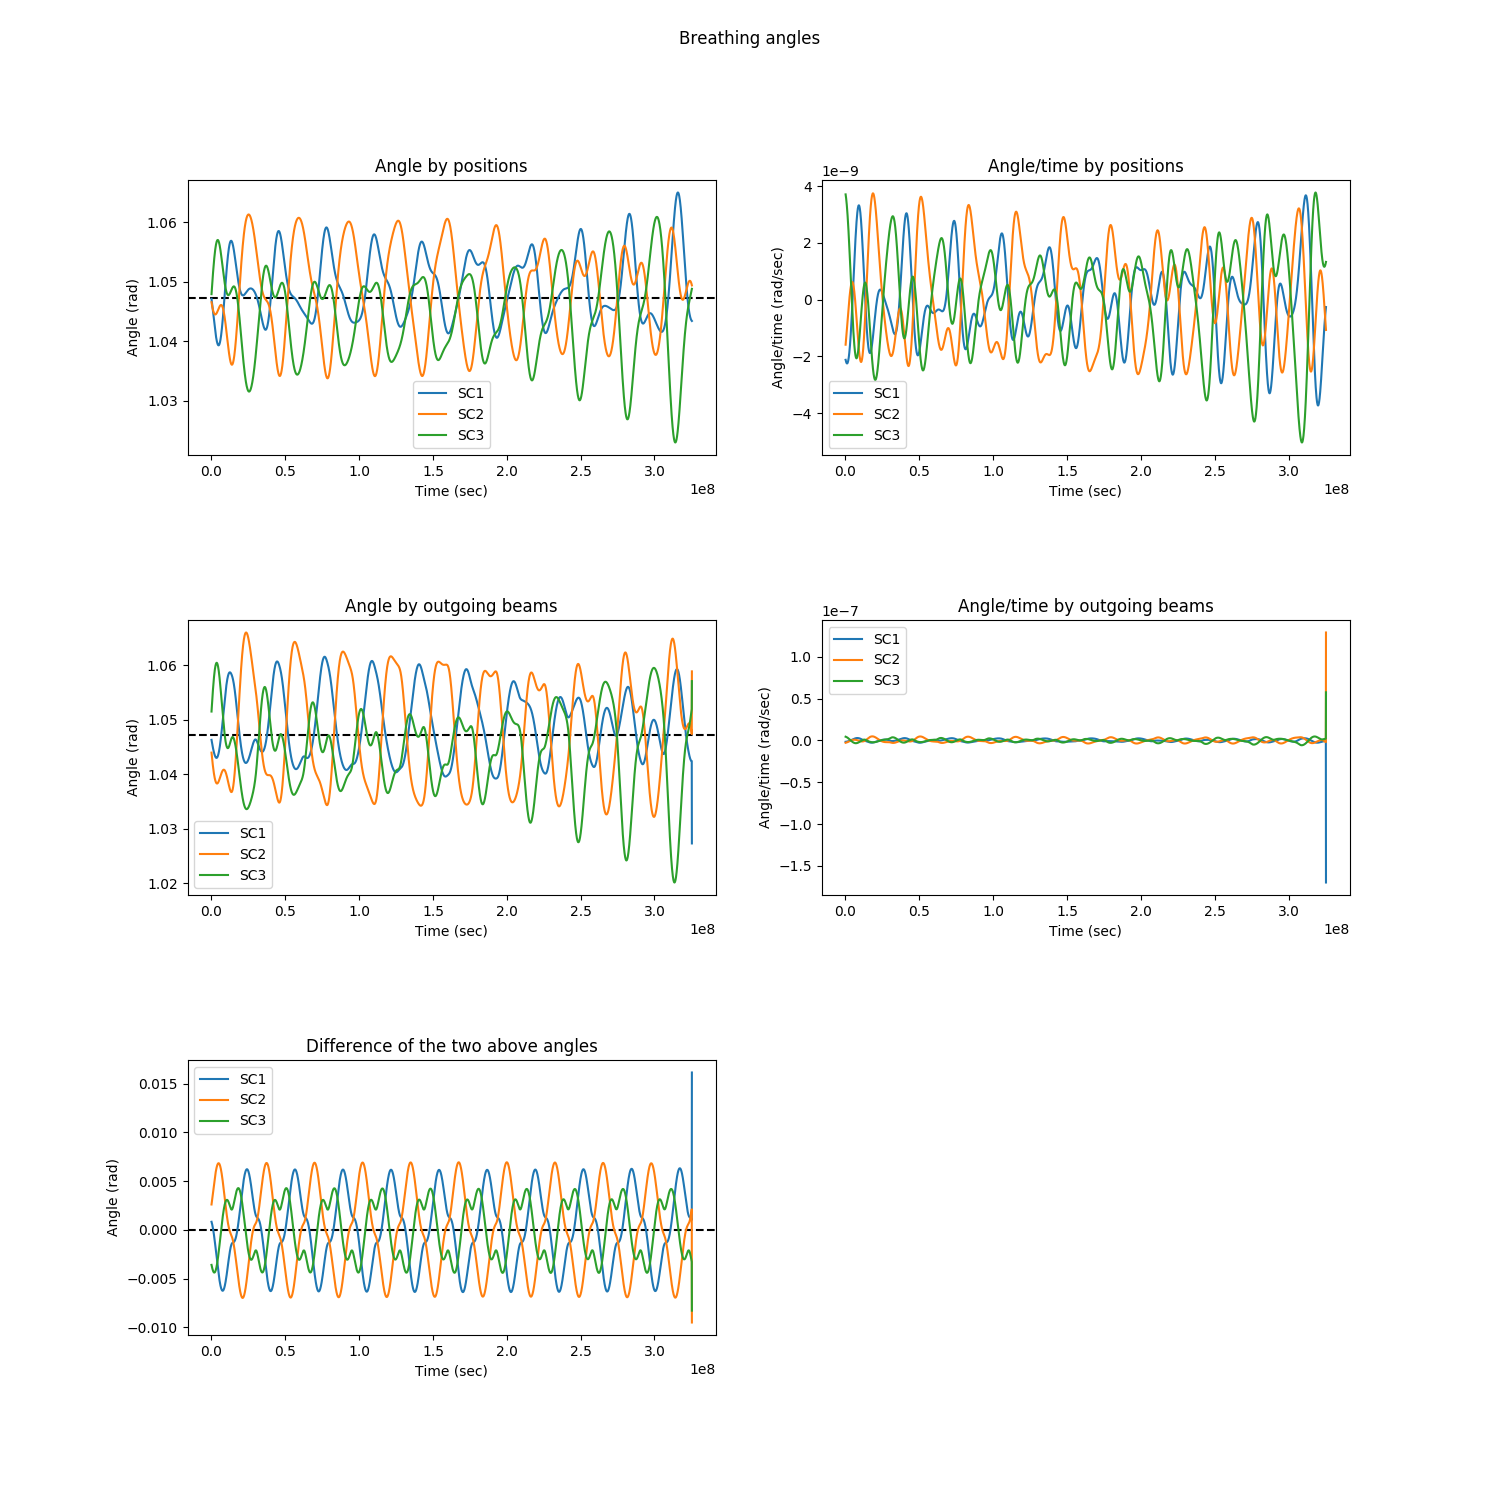 Breathing angles
Angle by positions
Angle (rad)
1.06
1.05
1.04
1.03
SC1
SC2
SC3
0.0 0.5 1.0 1.5 2.0 2.5 3.0
1e8
Time (sec)
Angle/time by positions
1e−9
Angle/time (rad/sec)
4
2
0
−2
−4
SC1
SC2
SC3
0.0 0.5 1.0 1.5 2.0 2.5 3.0
1e8
Time (sec)
Angle by outgoing beams
Angle (rad)
1.06
1.05
1.04
1.03
1.02
SC1
SC2
SC3
0.0 0.5 1.0 1.5 2.0 2.5 3.0
1e8
Time (sec)
Angle/time by outgoing beams
1e−7
Angle/time (rad/sec)
1.0
0.5
0.0
−0.5
−1.0
−1.5
SC1
SC2
SC3
0.0 0.5 1.0 1.5 2.0 2.5 3.0
1e8
Time (sec)
Difference of the two above angles
Angle (rad)
0.015
0.010
0.005
0.000
−0.005
−0.010
SC1
SC2
SC3
0.0 0.5 1.0 1.5 2.0 2.5 3.0
1e8
Time (sec)